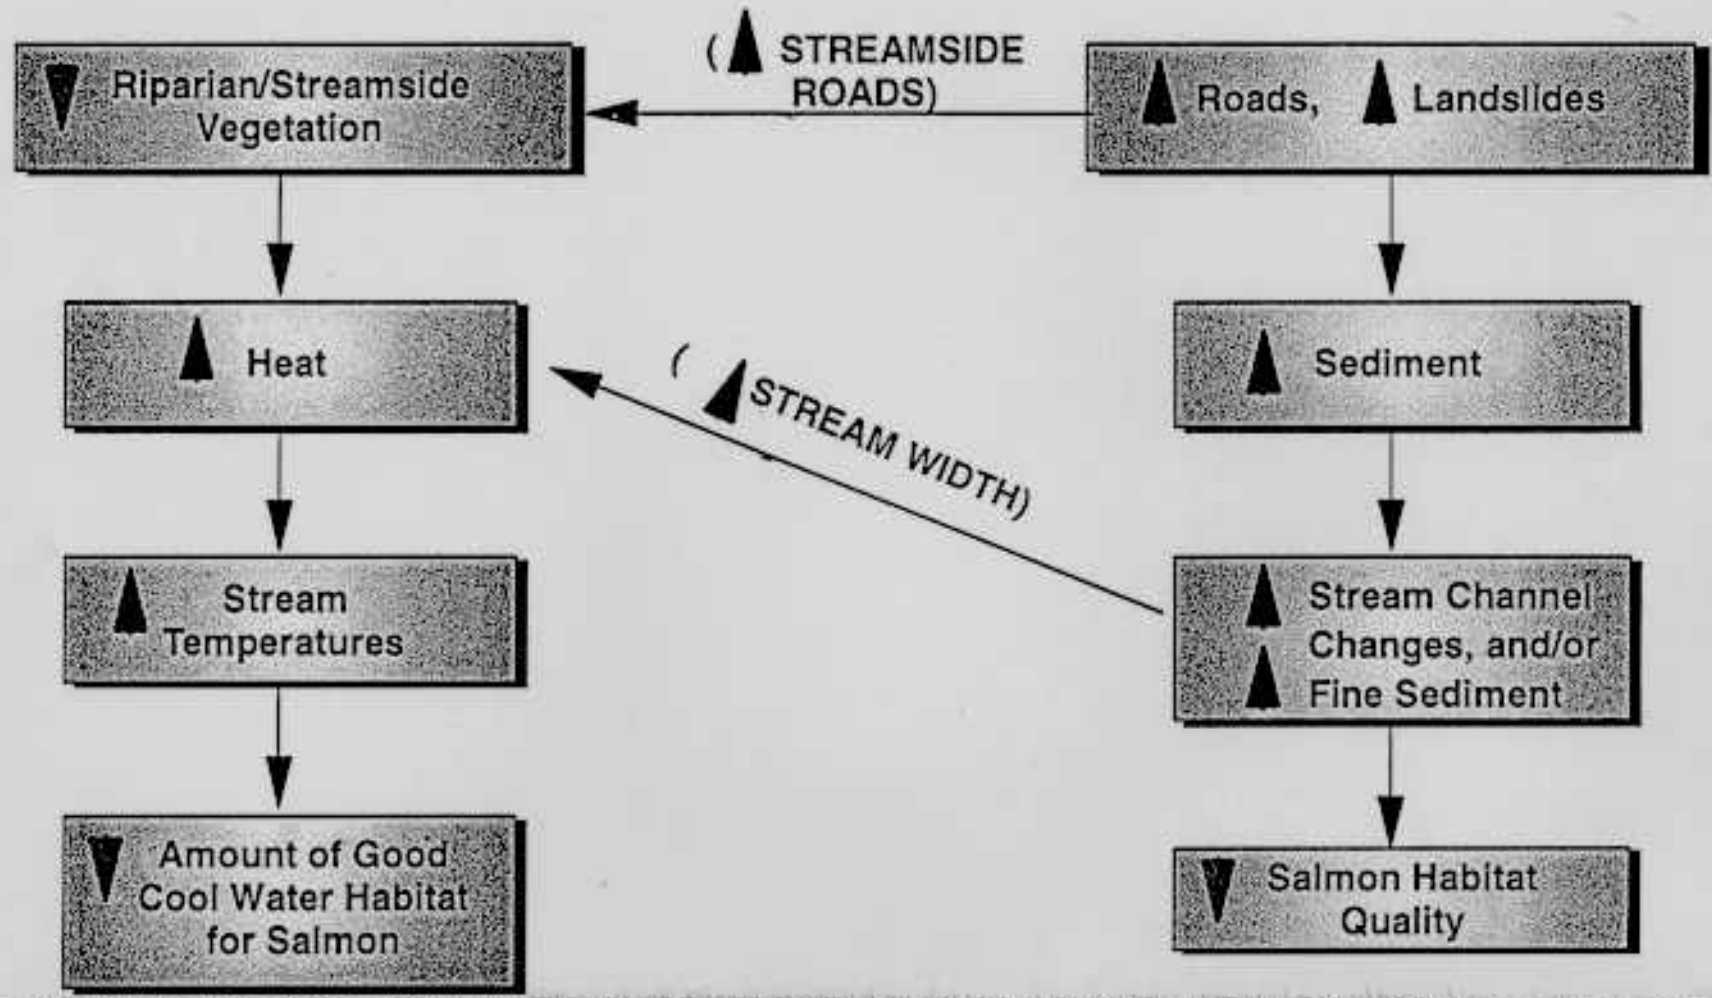 Riparian/Streamside
Vegetation
( STREAMSIDE
ROADS)
Roads, Landslides
Heat
( STREAM WIDTH)
Sediment
Stream
Temperatures
Stream Channel
Changes, and/or
Fine Sediment
Amount of Good
Cool Water Habitat
for Salmon
Salmon Habitat
Quality